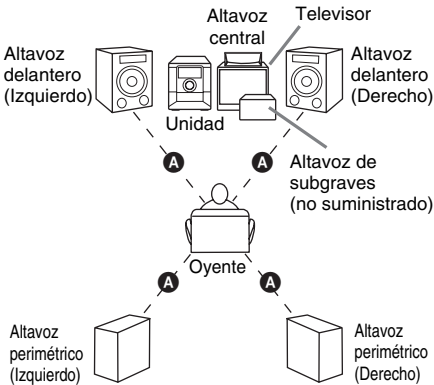 Altavoz
delantero
(Izquierdo)
Altavoz
central
Televisor
Altavoz
delantero
(Derecho)
Unidad
Altavoz de
subgraves
(no suministrado)
A
A
Oyente
A
A
Altavoz
perimétrico
(Izquierdo)
Altavoz
perimétrico
(Derecho)